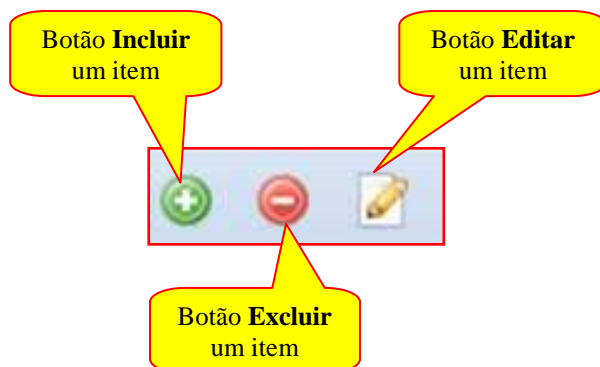 Botão Incluir
um item
Botão Editar
um item
Botão Excluir
um item